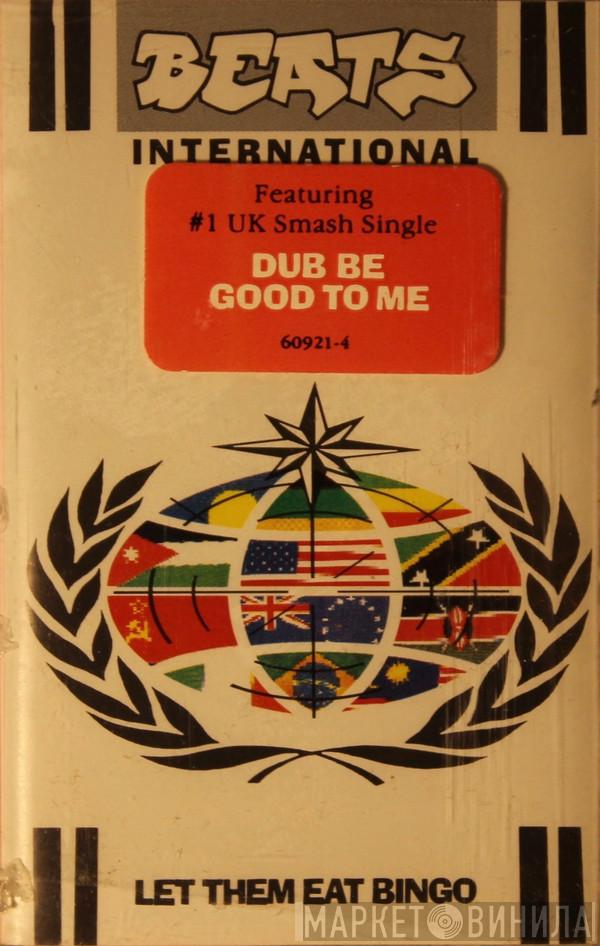 BEATS
INTERNATIONAL
Featuring
#1 UK Smash Single
DUB BE
GOOD TO ME
60921-4
LET THEM EAT BINGO
МАРКЕТ ВИНИЛА